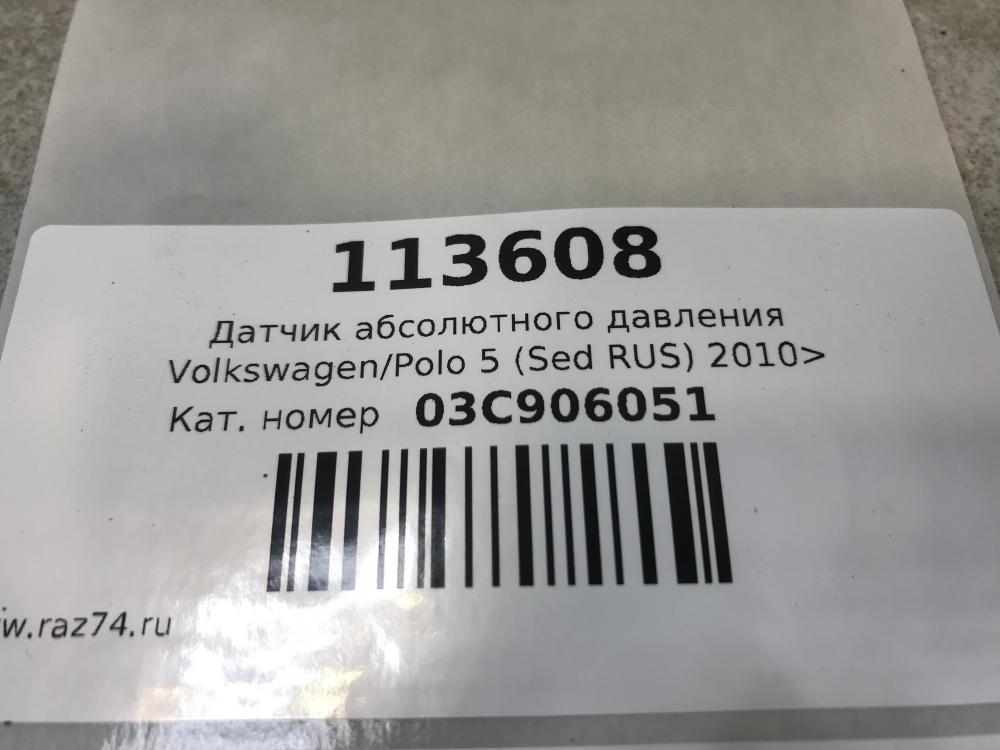 113608
Датчик абсолютного давления
Volkswagen/Polo 5 (Sed RUS) 2010>
Кат. номер 03C906051
w.raz74.ru